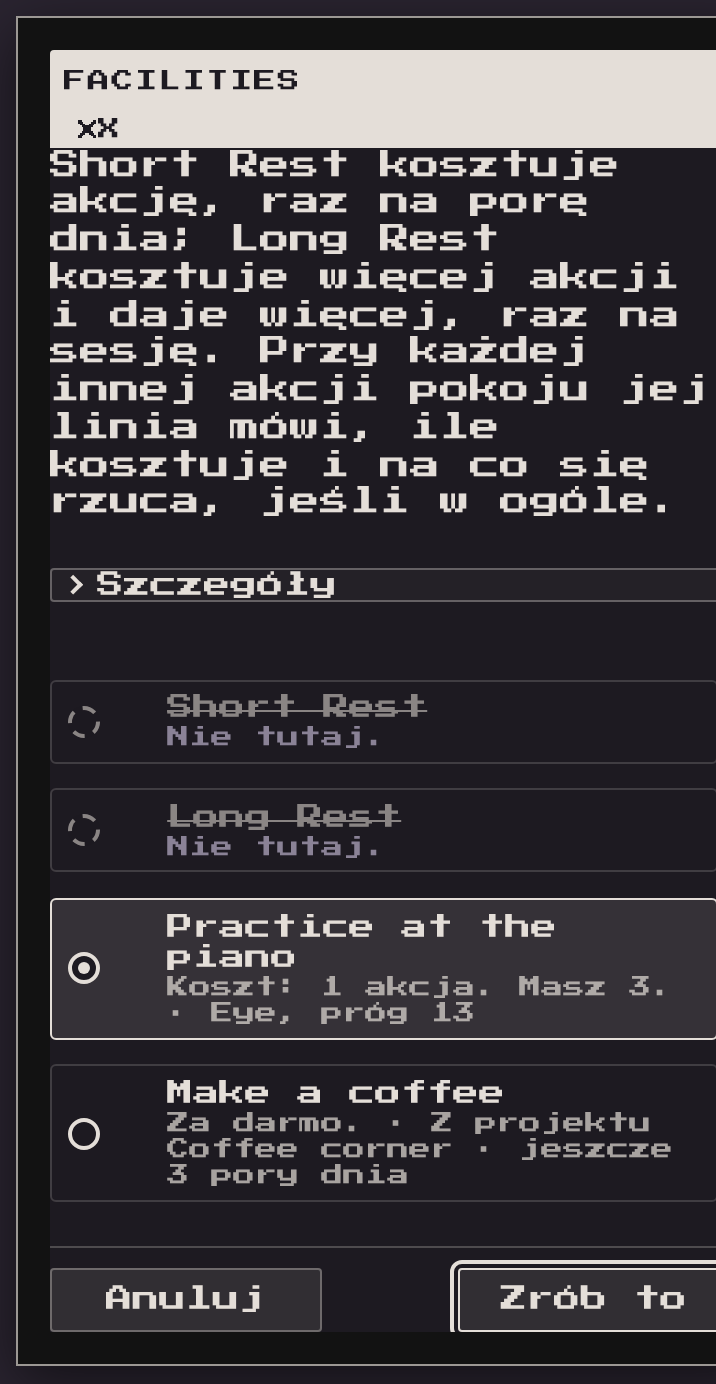 FACILITIES
xX
Short Rest kosztuje
akcję, raz na porę
dnia; Long Rest
kosztuje więcej akcji
i daje więcej, raz na
sesję. Przy każdej
innej akcji pokoju jej
linia mówi, ile
kosztuje i na co się
rzuca, jeśli w ogóle.
> Szczegóły
Short Rest
Nie tutaj.
Long Rest
Nie tutaj.
Practice at the
piano
Koszt: 1 akcja. Masz 3.
· Eye, próg 13
Make a coffee
Za darmo. · Z projektu
Coffee corner · jeszcze
3 pory dnia
Anuluj
Zrób to